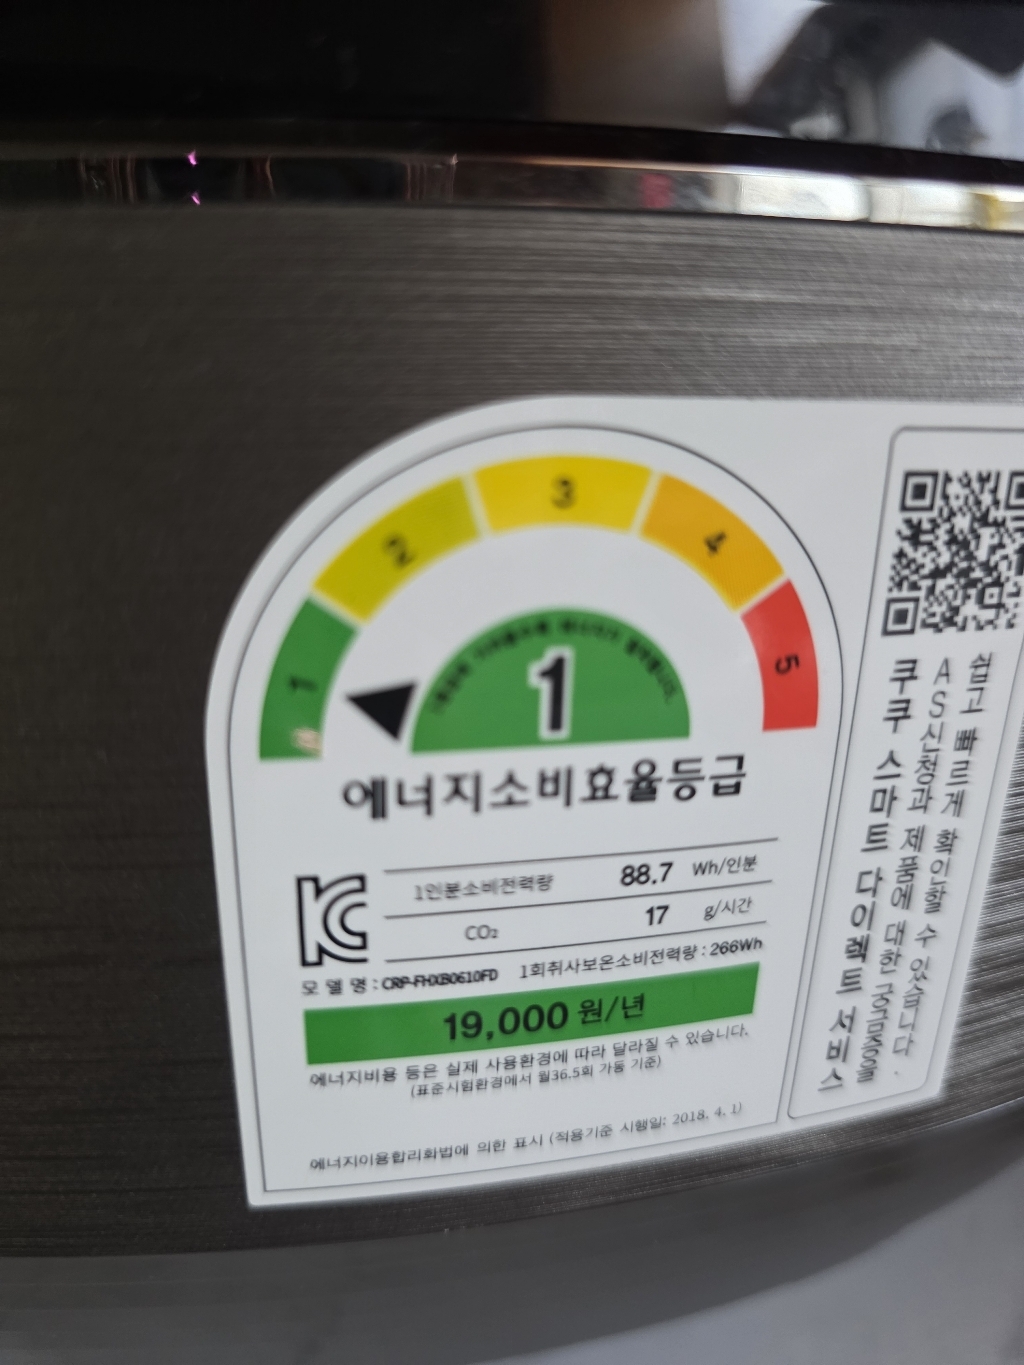 1
2
3
4
5
1
에너지소비효율등급
1인분소비전력량 88.7 Wh/인분
CO₂ 17 g/시간
모델명 : CRP-FHXB0610FD 1회취사보온소비전력량 : 266Wh
19,000 원/년
에너지비용 등은 실제 사용환경에 따라 달라질 수 있습니다.
(표준시험환경에서 월36.5회 가동 기준)
에너지이용합리화법에 의한 표시 (적용기준 시행일: 2018. 4. 1)
쉽고 빠르게 확인할 수 있습니다.
AS신청과 제품에 대한 궁금증을
쿠쿠 스마트 다이렉트 서비스